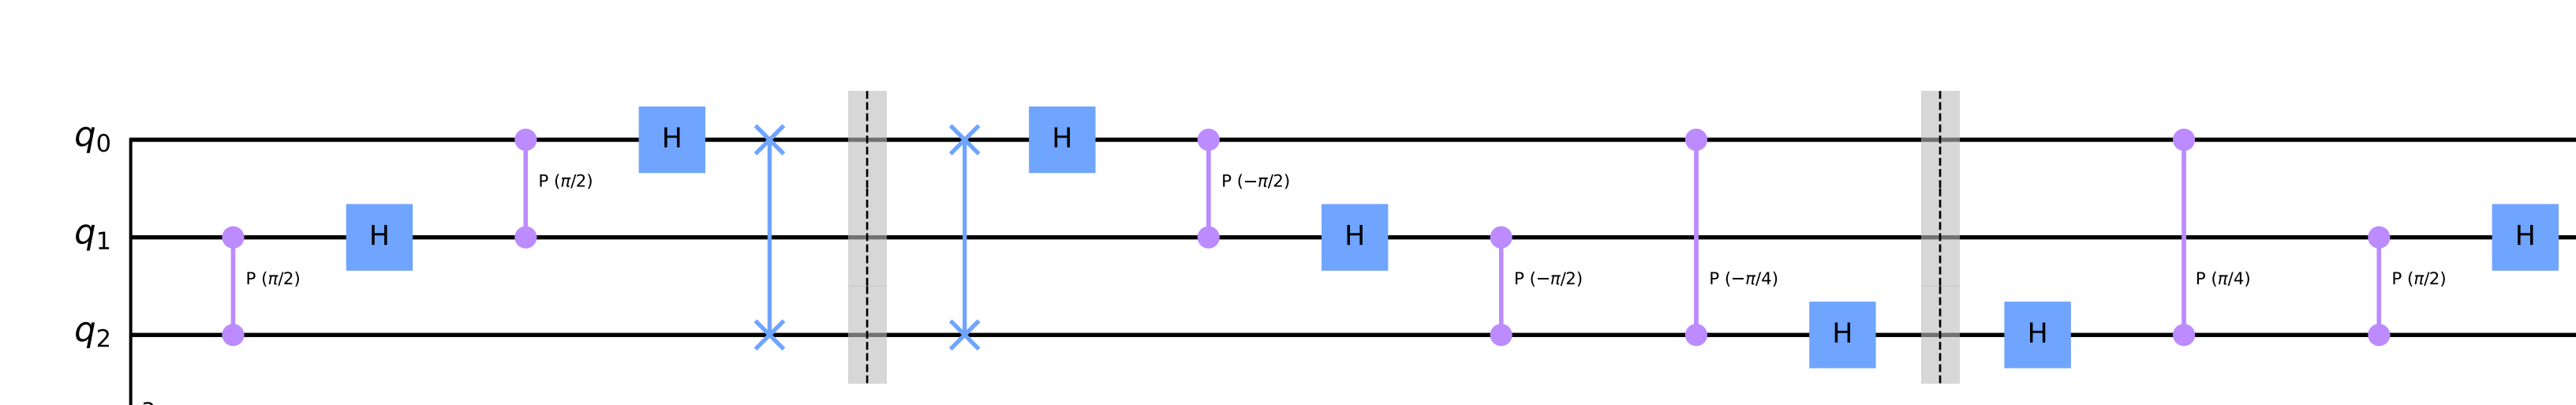 q0 H H
P (π/2) P (−π/2)
q1 H H H
P (π/2) P (−π/2) P (−π/4) P (π/4) P (π/2)
q2 H H